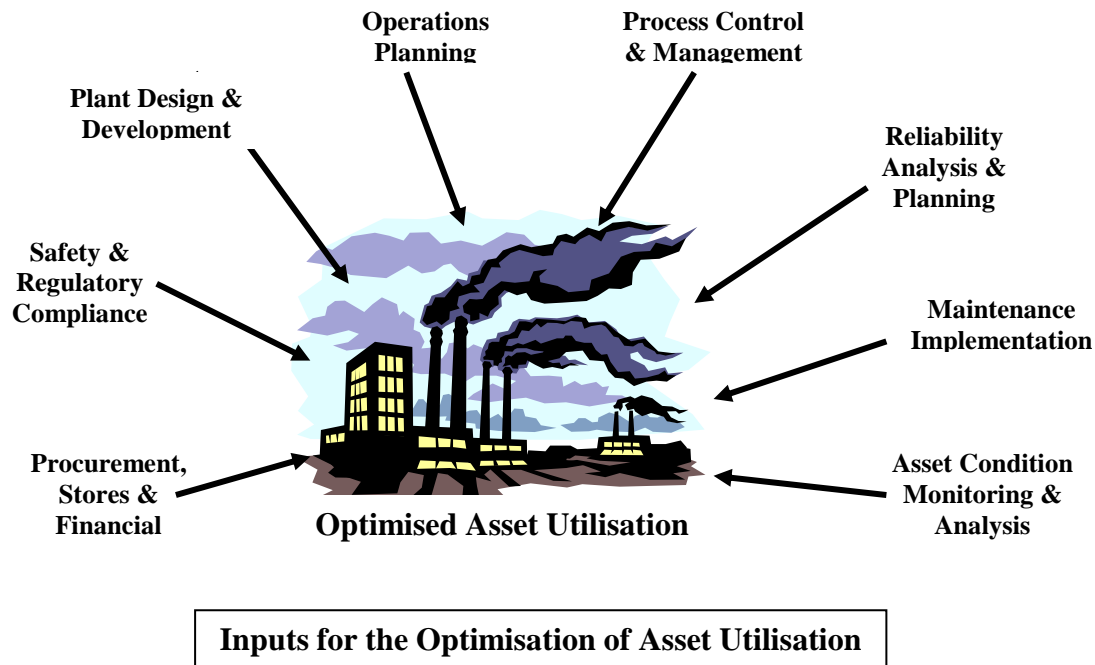 Operations
Planning
Process Control
& Management
Plant Design &
Development
Reliability
Analysis &
Planning
Safety &
Regulatory
Compliance
Maintenance
Implementation
Procurement,
Stores &
Financial
Asset Condition
Monitoring &
Analysis
Optimised Asset Utilisation
Inputs for the Optimisation of Asset Utilisation